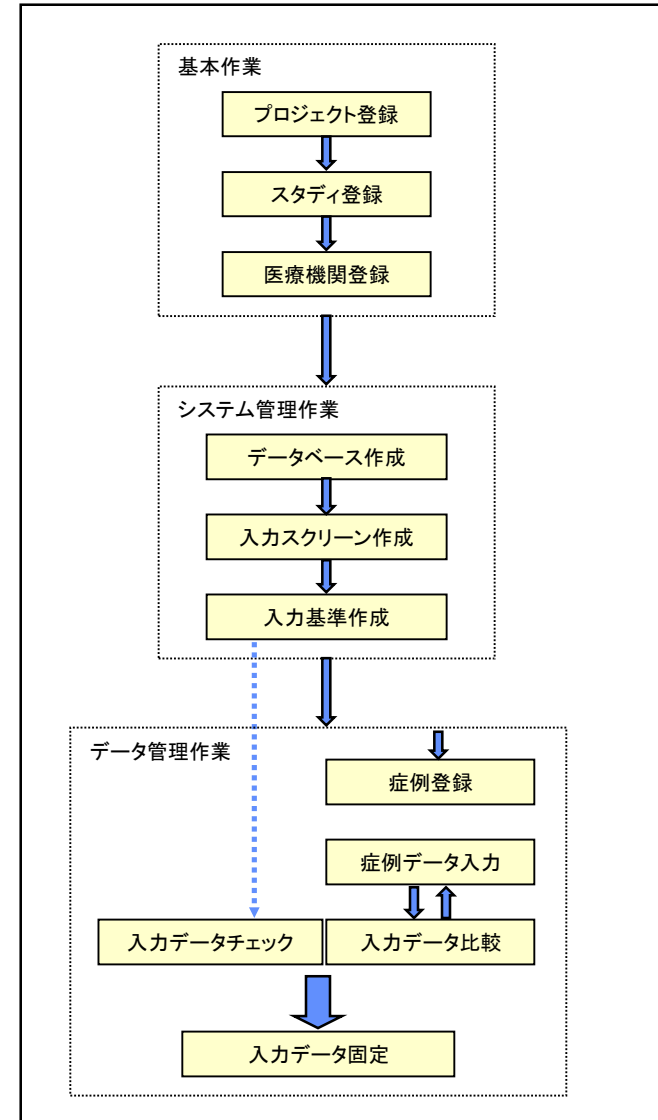 基本作業
プロジェクト登録
スタディ登録
医療機関登録
システム管理作業
データベース作成
入力スクリーン作成
入力基準作成
データ管理作業
症例登録
症例データ入力
入力データチェック
入力データ比較
入力データ固定